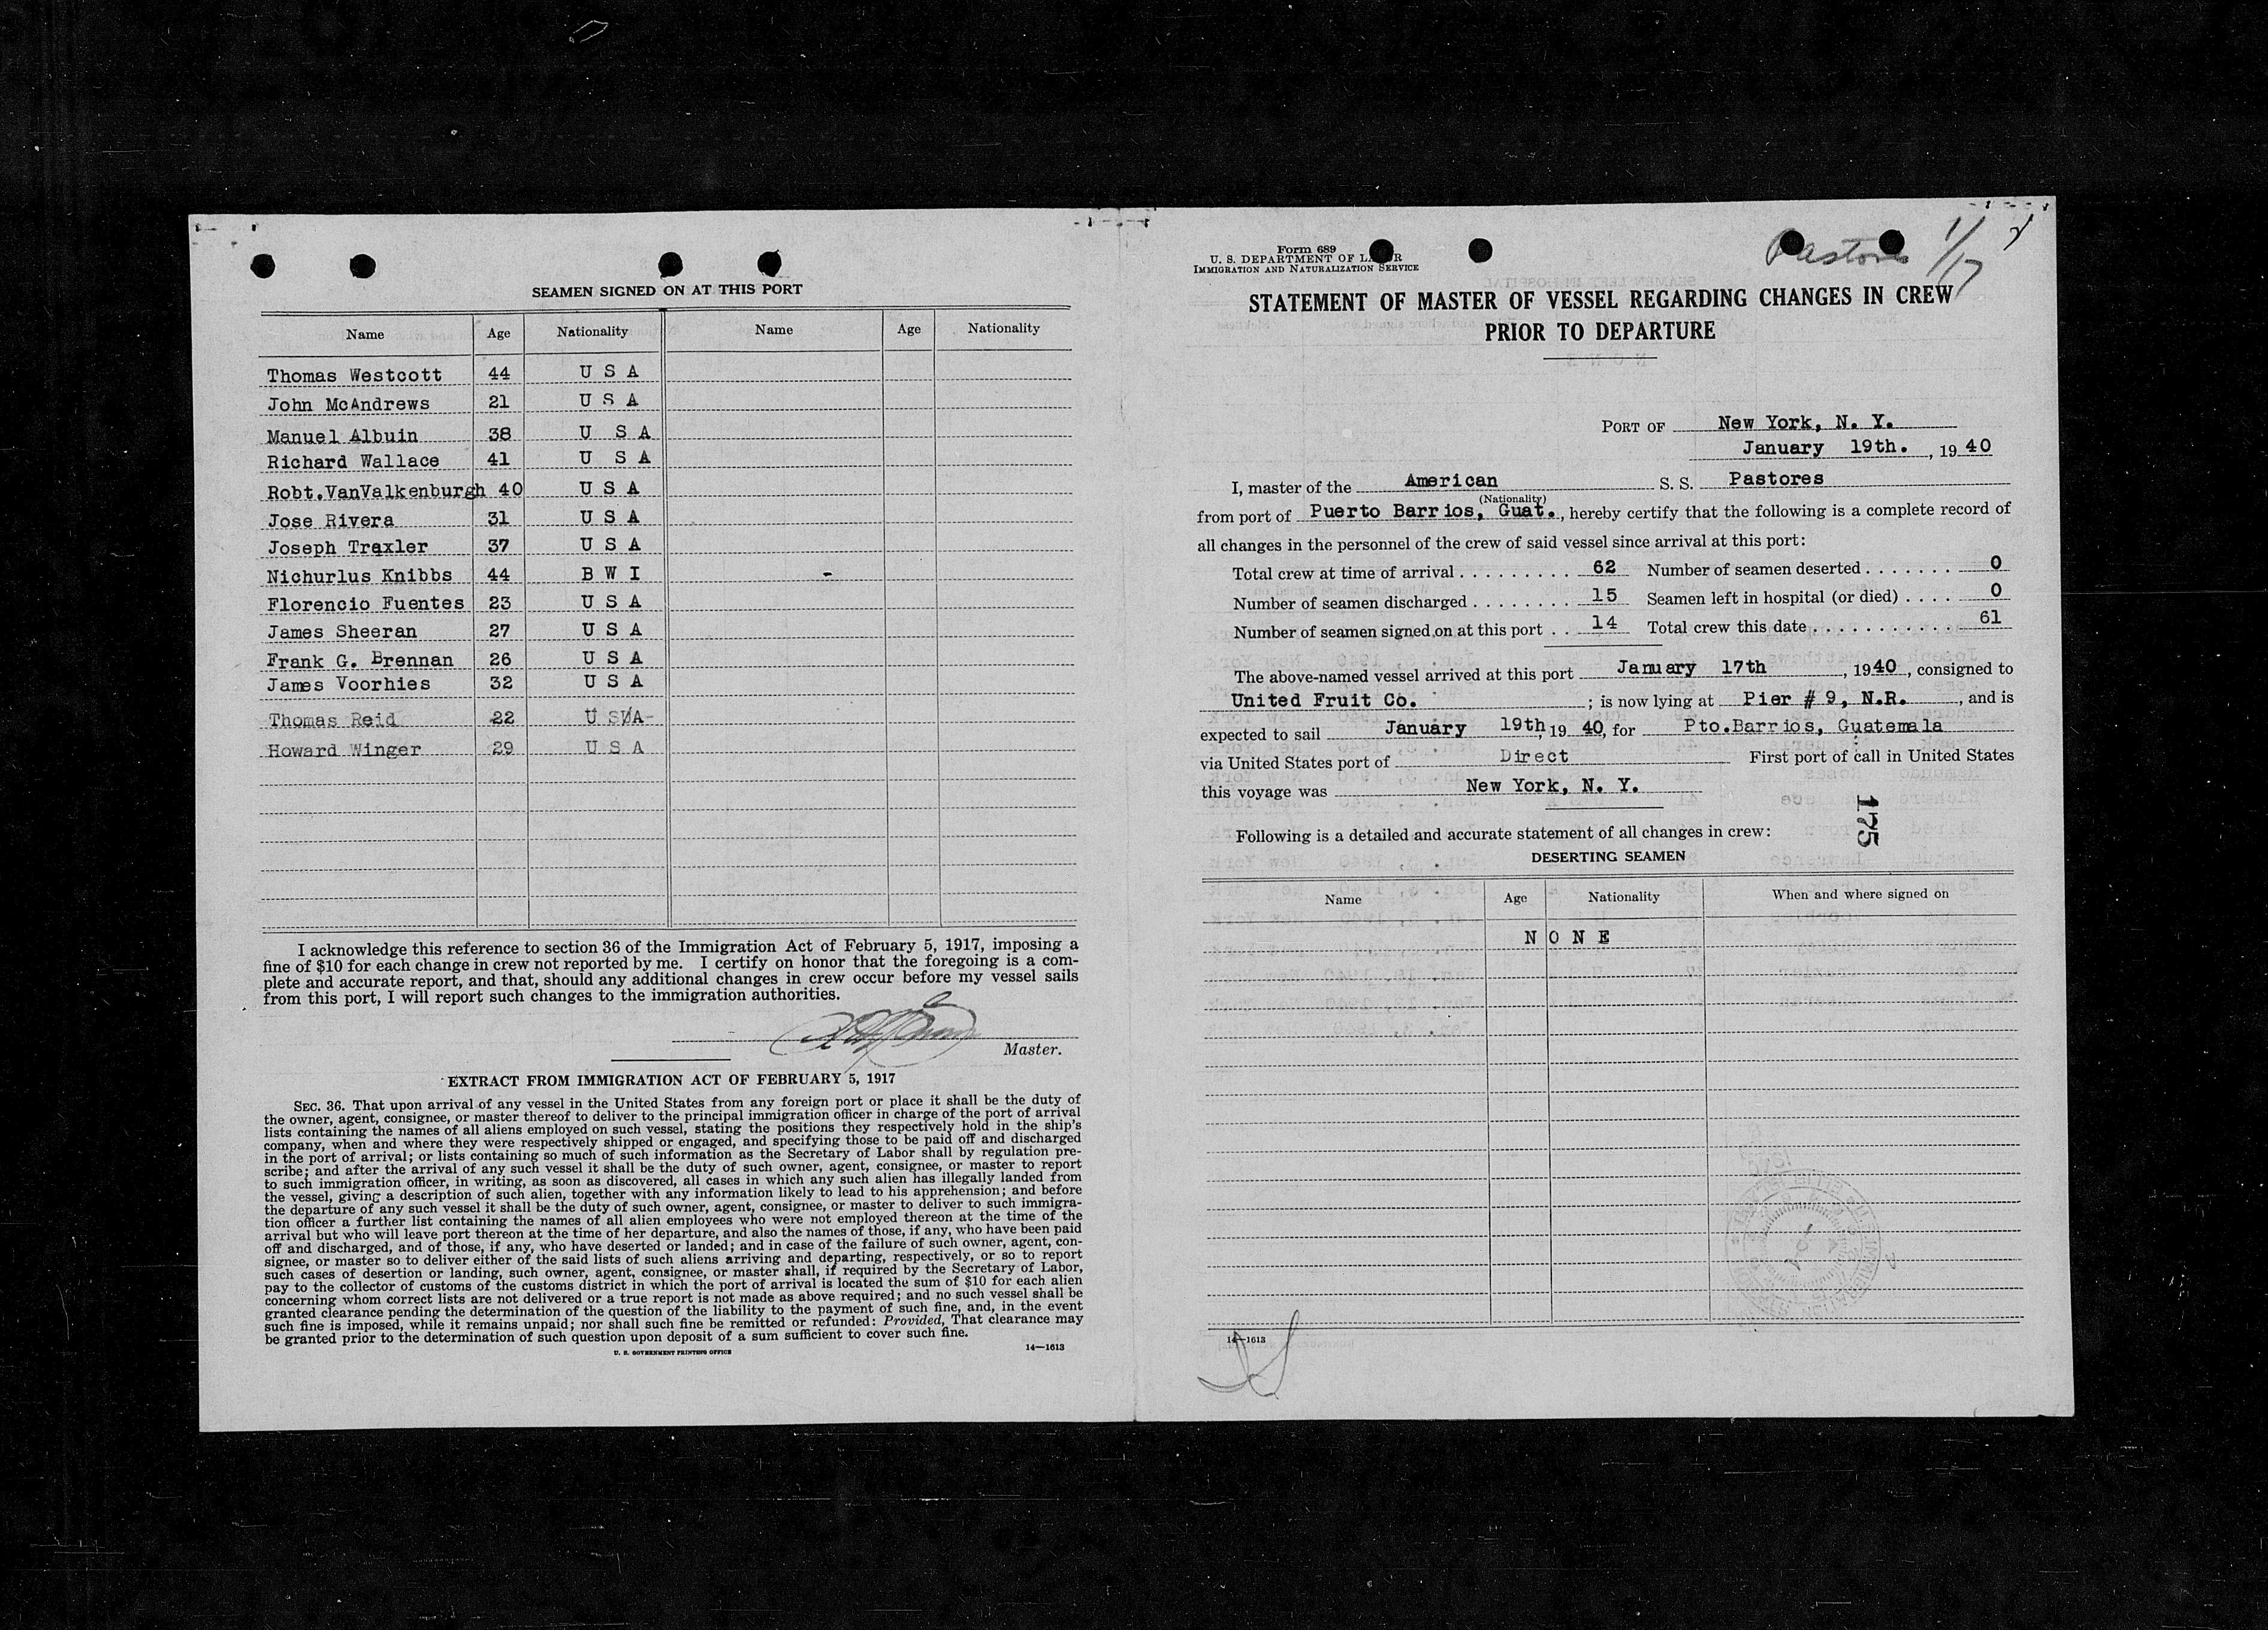 SEAMEN SIGNED ON AT THIS PORT
Name Age Nationality Name Age Nationality
Thomas Westcott 44 U S A
John McAndrews 21 U S A
Manuel Albuin 38 U S A
Richard Wallace 41 U S A
Robt.VanValkenburgh 40 U S A
Jose Rivera 31 U S A
Joseph Traxler 37 U S A
Nichurlus Knibbs 44 B W I
Florencio Fuentes 23 U S A
James Sheeran 27 U S A
Frank G. Brennan 26 U S A
James Voorhies 32 U S A
Thomas Reid 22 U S A
Howard Winger 29 U S A
I acknowledge this reference to section 36 of the Immigration Act of February 5, 1917, imposing a
fine of $10 for each change in crew not reported by me. I certify on honor that the foregoing is a com-
plete and accurate report, and that, should any additional changes in crew occur before my vessel sails
from this port, I will report such changes to the immigration authorities.
Master.
EXTRACT FROM IMMIGRATION ACT OF FEBRUARY 5, 1917
SEC. 36. That upon arrival of any vessel in the United States from any foreign port or place it shall be the duty of
the owner, agent, consignee, or master thereof to deliver to the principal immigration officer in charge of the port of arrival
lists containing the names of all aliens employed on such vessel, stating the positions they respectively hold in the ship's
company, when and where they were respectively shipped or engaged, and specifying those to be paid off and discharged
in the port of arrival; or lists containing so much of such information as the Secretary of Labor shall by regulation pre-
scribe; and after the arrival of any such vessel it shall be the duty of such owner, agent, consignee, or master to report
to such immigration officer, in writing, as soon as discovered, all cases in which any such alien has illegally landed from
the vessel, giving a description of such alien, together with any information likely to lead to his apprehension; and before
the departure of any such vessel it shall be the duty of such owner, agent, consignee, or master to deliver to such immigra-
tion officer a further list containing the names of all alien employees who were not employed thereon at the time of the
arrival but who will leave port thereon at the time of her departure, and also the names of those, if any, who have been paid
off and discharged, and of those, if any, who have deserted or landed; and in case of the failure of such owner, agent, con-
signee, or master so to deliver either of the said lists of such aliens arriving and departing, respectively, or so to report
such cases of desertion or landing, such owner, agent, consignee, or master shall, if required by the Secretary of Labor,
pay to the collector of customs of the customs district in which the port of arrival is located the sum of $10 for each alien
concerning whom correct lists are not delivered or a true report is not made as above required; and no such vessel shall be
granted clearance pending the determination of the question of the liability to the payment of such fine, and, in the event
such fine is imposed, while it remains unpaid; nor shall such fine be remitted or refunded: Provided, That clearance may
be granted prior to the determination of such question upon deposit of a sum sufficient to cover such fine.
U. S. GOVERNMENT PRINTING OFFICE 14—1613
Form 689
U. S. DEPARTMENT OF LABOR
IMMIGRATION AND NATURALIZATION SERVICE
Pastores 1/17
STATEMENT OF MASTER OF VESSEL REGARDING CHANGES IN CREW
PRIOR TO DEPARTURE
PORT OF New York, N. Y.
January 19th. , 19 40
I, master of the American S. S. Pastores
(Nationality)
from port of Puerto Barrios, Guat., hereby certify that the following is a complete record of
all changes in the personnel of the crew of said vessel since arrival at this port:
Total crew at time of arrival . . . . . . . . . 62 Number of seamen deserted . . . . . . . 0
Number of seamen discharged . . . . . . . . 15 Seamen left in hospital (or died) . . . . 0
Number of seamen signed on at this port . . 14 Total crew this date . . . . . . . . . . . 61
The above-named vessel arrived at this port January 17th , 1940, consigned to
United Fruit Co. ; is now lying at Pier # 9, N.R. , and is
expected to sail January 19th, 19 40, for Pto.Barrios, Guatemala
via United States port of Direct First port of call in United States
this voyage was New York, N. Y.
175
Following is a detailed and accurate statement of all changes in crew:
DESERTING SEAMEN
Name Age Nationality When and where signed on
N O N E
14—1613